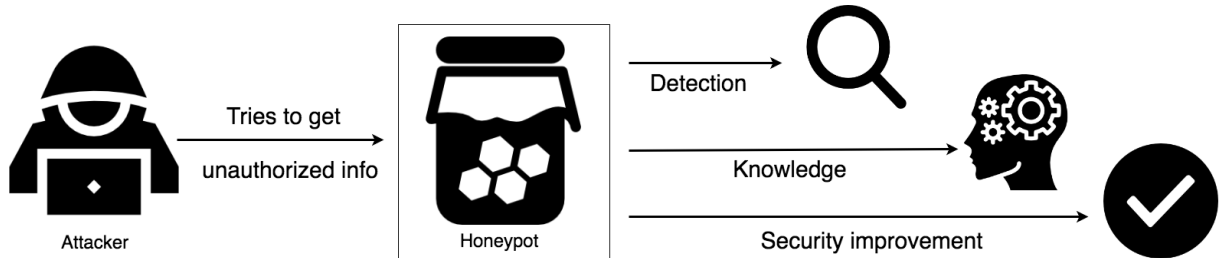 Tries to get
unauthorized info
Attacker
Honeypot
Detection
Knowledge
Security improvement